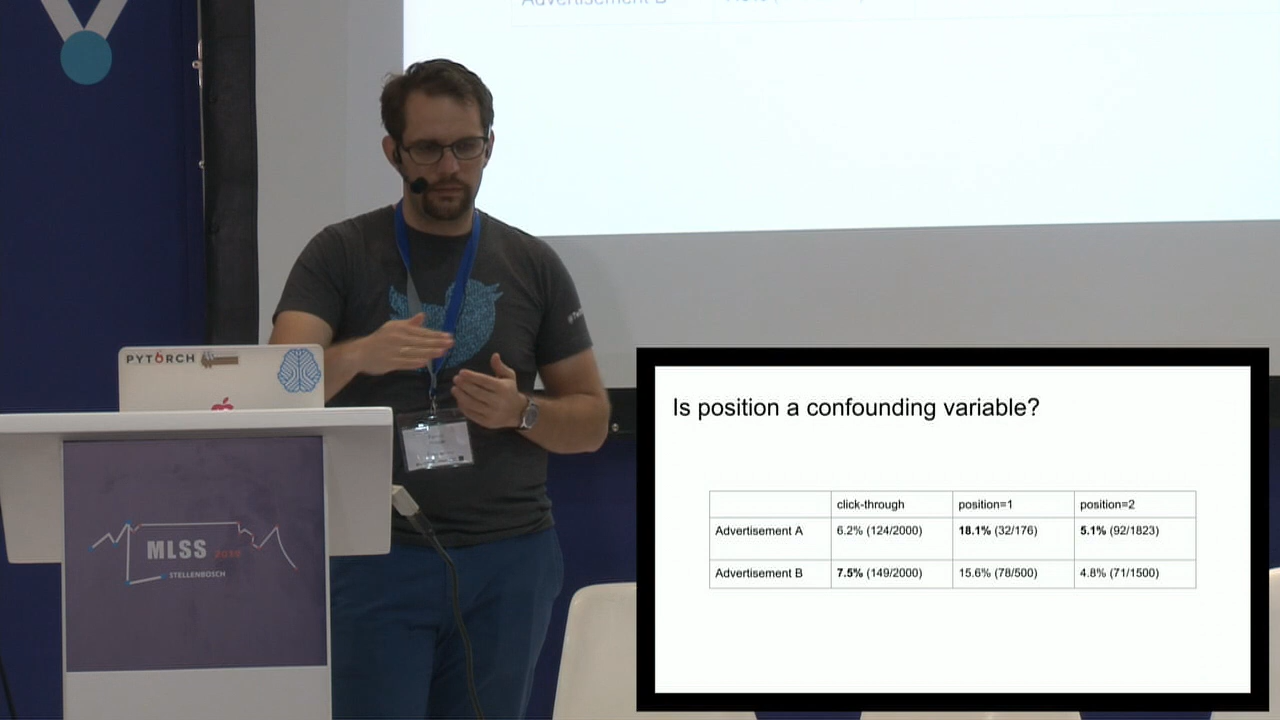 PYTORCH
MLSS 2019
STELLENBOSCH
Is position a confounding variable?
click-through position=1 position=2
Advertisement A 6.2% (124/2000) 18.1% (32/176) 5.1% (92/1823)
Advertisement B 7.5% (149/2000) 15.6% (78/500) 4.8% (71/1500)